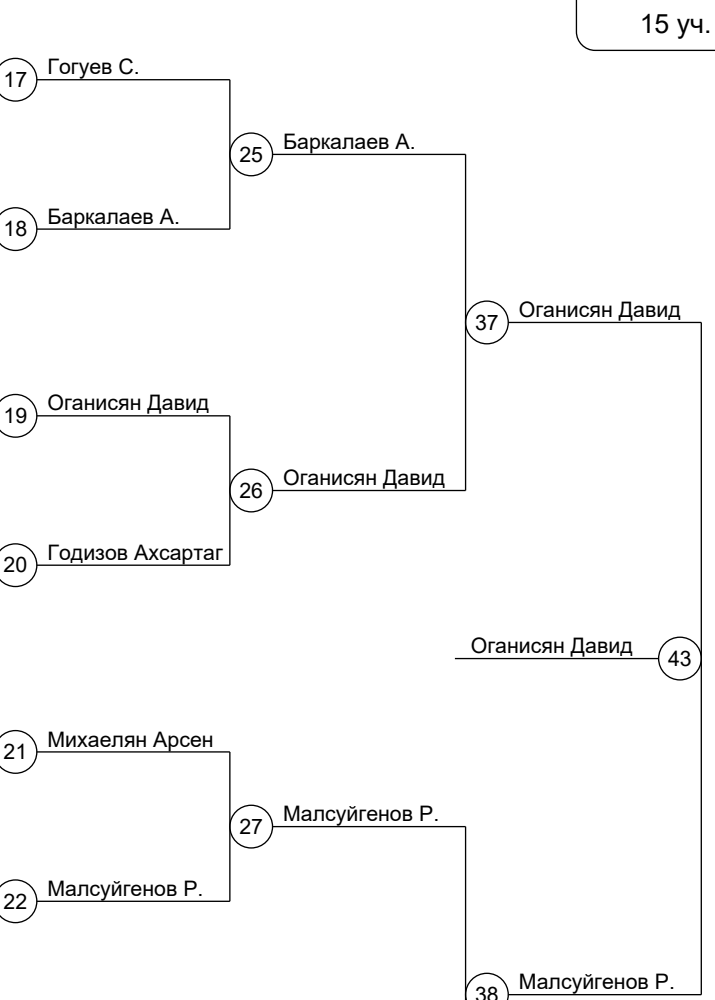 15 уч.
17 Гогуев С.
25 Баркалаев А.
18 Баркалаев А.
37 Оганисян Давид
19 Оганисян Давид
26 Оганисян Давид
20 Годизов Ахсартаг
Оганисян Давид 43
21 Михаелян Арсен
27 Малсуйгенов Р.
22 Малсуйгенов Р.
38 Малсуйгенов Р.